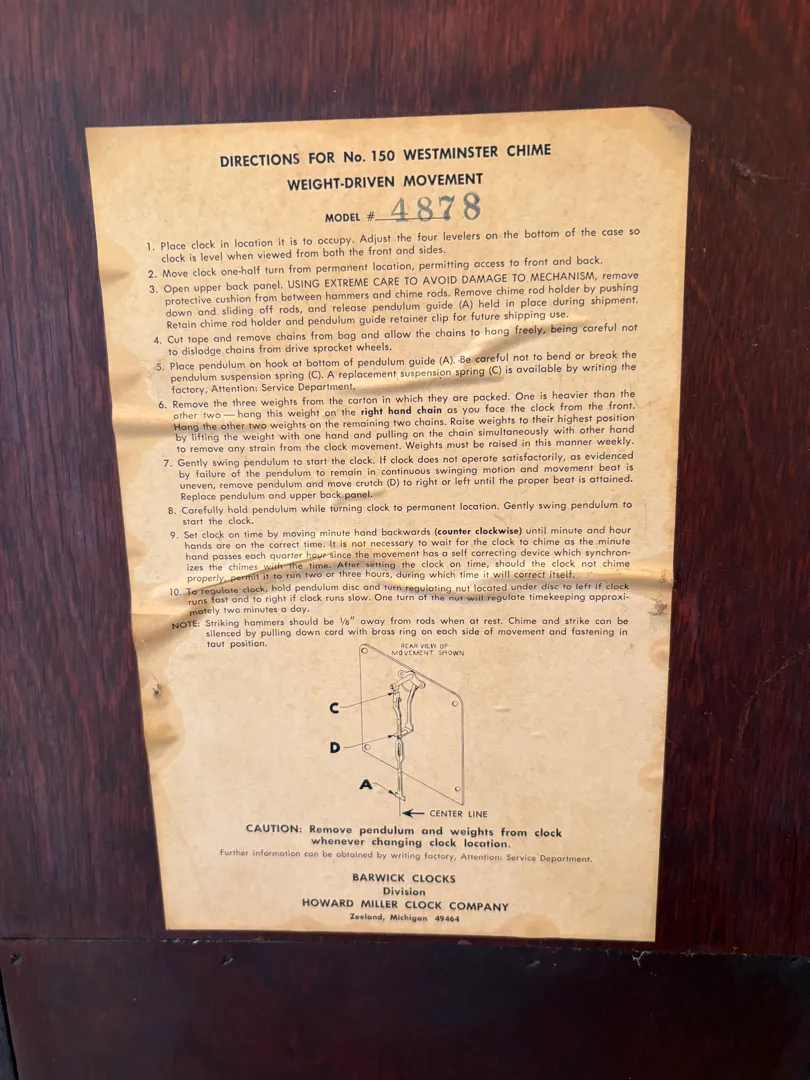 DIRECTIONS FOR No. 150 WESTMINSTER CHIME
WEIGHT-DRIVEN MOVEMENT
MODEL # 4878
1. Place clock in location it is to occupy. Adjust the four levelers on the bottom of the case so
clock is level when viewed from both the front and sides.
2. Move clock one-half turn from permanent location, permitting access to front and back.
3. Open upper back panel. USING EXTREME CARE TO AVOID DAMAGE TO MECHANISM, remove
protective cushion from between hammers and chime rods. Remove chime rod holder by pushing
down and sliding off rods, and release pendulum guide (A) held in place during shipment.
Retain chime rod holder and pendulum guide retainer clip for future shipping use.
4. Cut tape and remove chains from bag and allow the chains to hang freely, being careful not
to dislodge chains from drive sprocket wheels.
5. Place pendulum on hook at bottom of pendulum guide (A). Be careful not to bend or break the
pendulum suspension spring (C). A replacement suspension spring (C) is available by writing the
factory, Attention: Service Department.
6. Remove the three weights from the carton in which they are packed. One is heavier than the
other two — hang this weight on the right hand chain as you face the clock from the front.
Hang the other two weights on the remaining two chains. Raise weights to their highest position
by lifting the weight with one hand and pulling on the chain simultaneously with other hand
to remove any strain from the clock movement. Weights must be raised in this manner weekly.
7. Gently swing pendulum to start the clock. If clock does not operate satisfactorily, as evidenced
by failure of the pendulum to remain in continuous swinging motion and movement beat is
uneven, remove pendulum and move crutch (D) to right or left until the proper beat is attained.
Replace pendulum and upper back panel.
8. Carefully hold pendulum while turning clock to permanent location. Gently swing pendulum to
start the clock.
9. Set clock on time by moving minute hand backwards (counter clockwise) until minute and hour
hands are on the correct time. It is not necessary to wait for the clock to chime as the minute
hand passes each quarter hour since the movement has a self correcting device which synchron-
izes the chimes with the time. After setting the clock on time, should the clock not chime
properly, permit it to run two or three hours, during which time it will correct itself.
10. To regulate clock, hold pendulum disc and turn regulating nut located under disc to left if clock
runs fast and to right if clock runs slow. One turn of the nut will regulate timekeeping approxi-
mately two minutes a day.
NOTE: Striking hammers should be 1/8" away from rods when at rest. Chime and strike can be
silenced by pulling down cord with brass ring on each side of movement and fastening in
taut position.
REAR VIEW OF
MOVEMENT SHOWN
C
D
A
CENTER LINE
CAUTION: Remove pendulum and weights from clock
whenever changing clock location.
Further information can be obtained by writing factory, Attention: Service Department.
BARWICK CLOCKS
Division
HOWARD MILLER CLOCK COMPANY
Zeeland, Michigan 49464